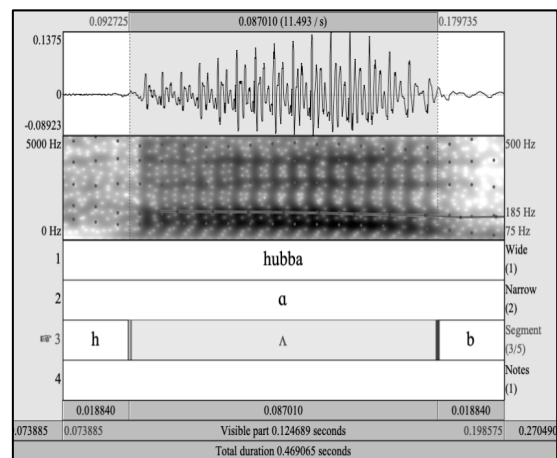 0.092725 0.087010 (11.493 / s) 0.179735
0.1375
0
-0.08923
5000 Hz 500 Hz
185 Hz
0 Hz 75 Hz
1 hubba Wide (1)
2 ɑ Narrow (2)
3 h ʌ b Segment (3/5)
4 Notes (1)
0.018840 0.087010 0.018840
0.073885 0.073885 Visible part 0.124689 seconds 0.198575 0.270490
Total duration 0.469065 seconds